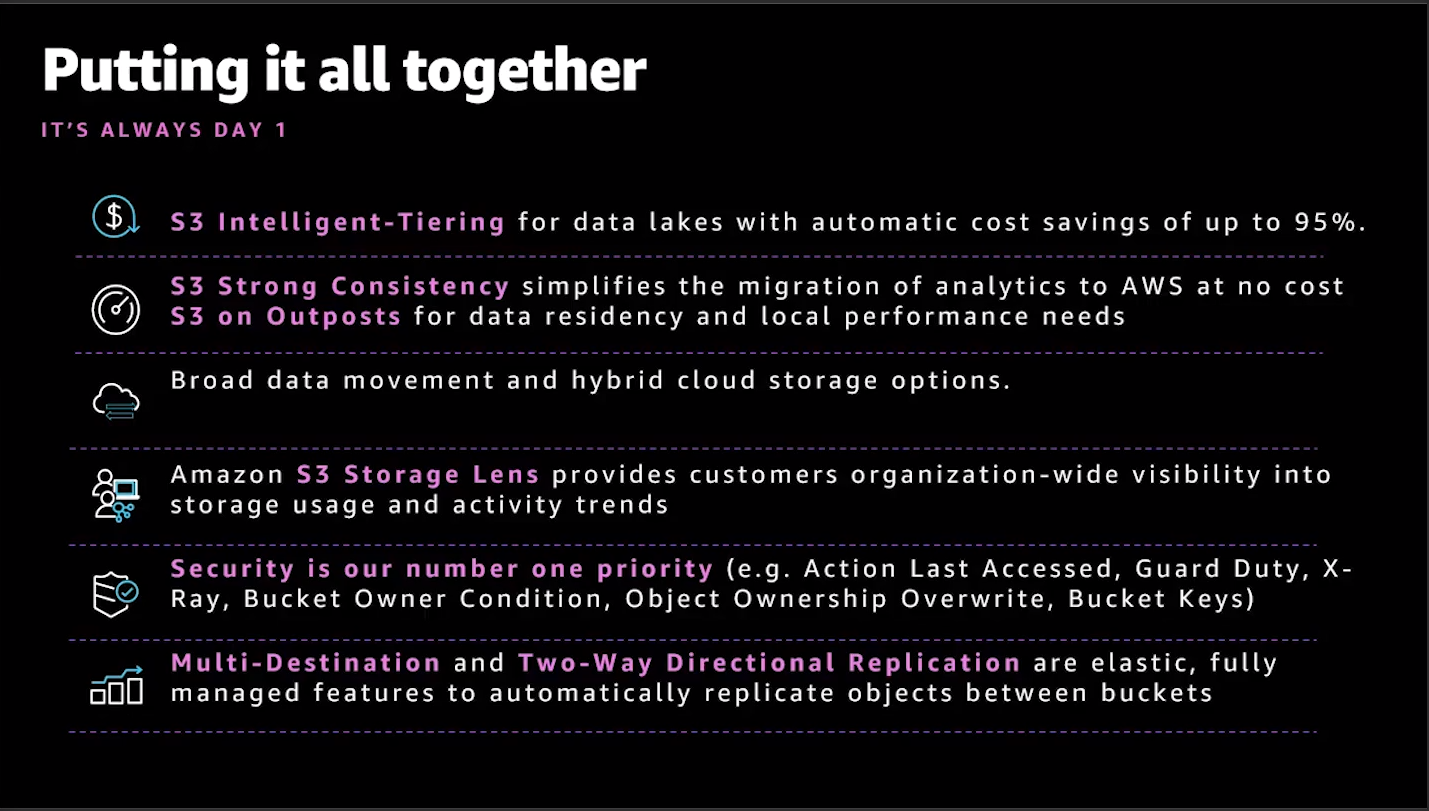 Putting it all together
IT'S ALWAYS DAY 1
$
S3 Intelligent-Tiering for data lakes with automatic cost savings of up to 95%.
S3 Strong Consistency simplifies the migration of analytics to AWS at no cost
S3 on Outposts for data residency and local performance needs
Broad data movement and hybrid cloud storage options.
Amazon S3 Storage Lens provides customers organization-wide visibility into
storage usage and activity trends
Security is our number one priority (e.g. Action Last Accessed, Guard Duty, X-
Ray, Bucket Owner Condition, Object Ownership Overwrite, Bucket Keys)
Multi-Destination and Two-Way Directional Replication are elastic, fully
managed features to automatically replicate objects between buckets